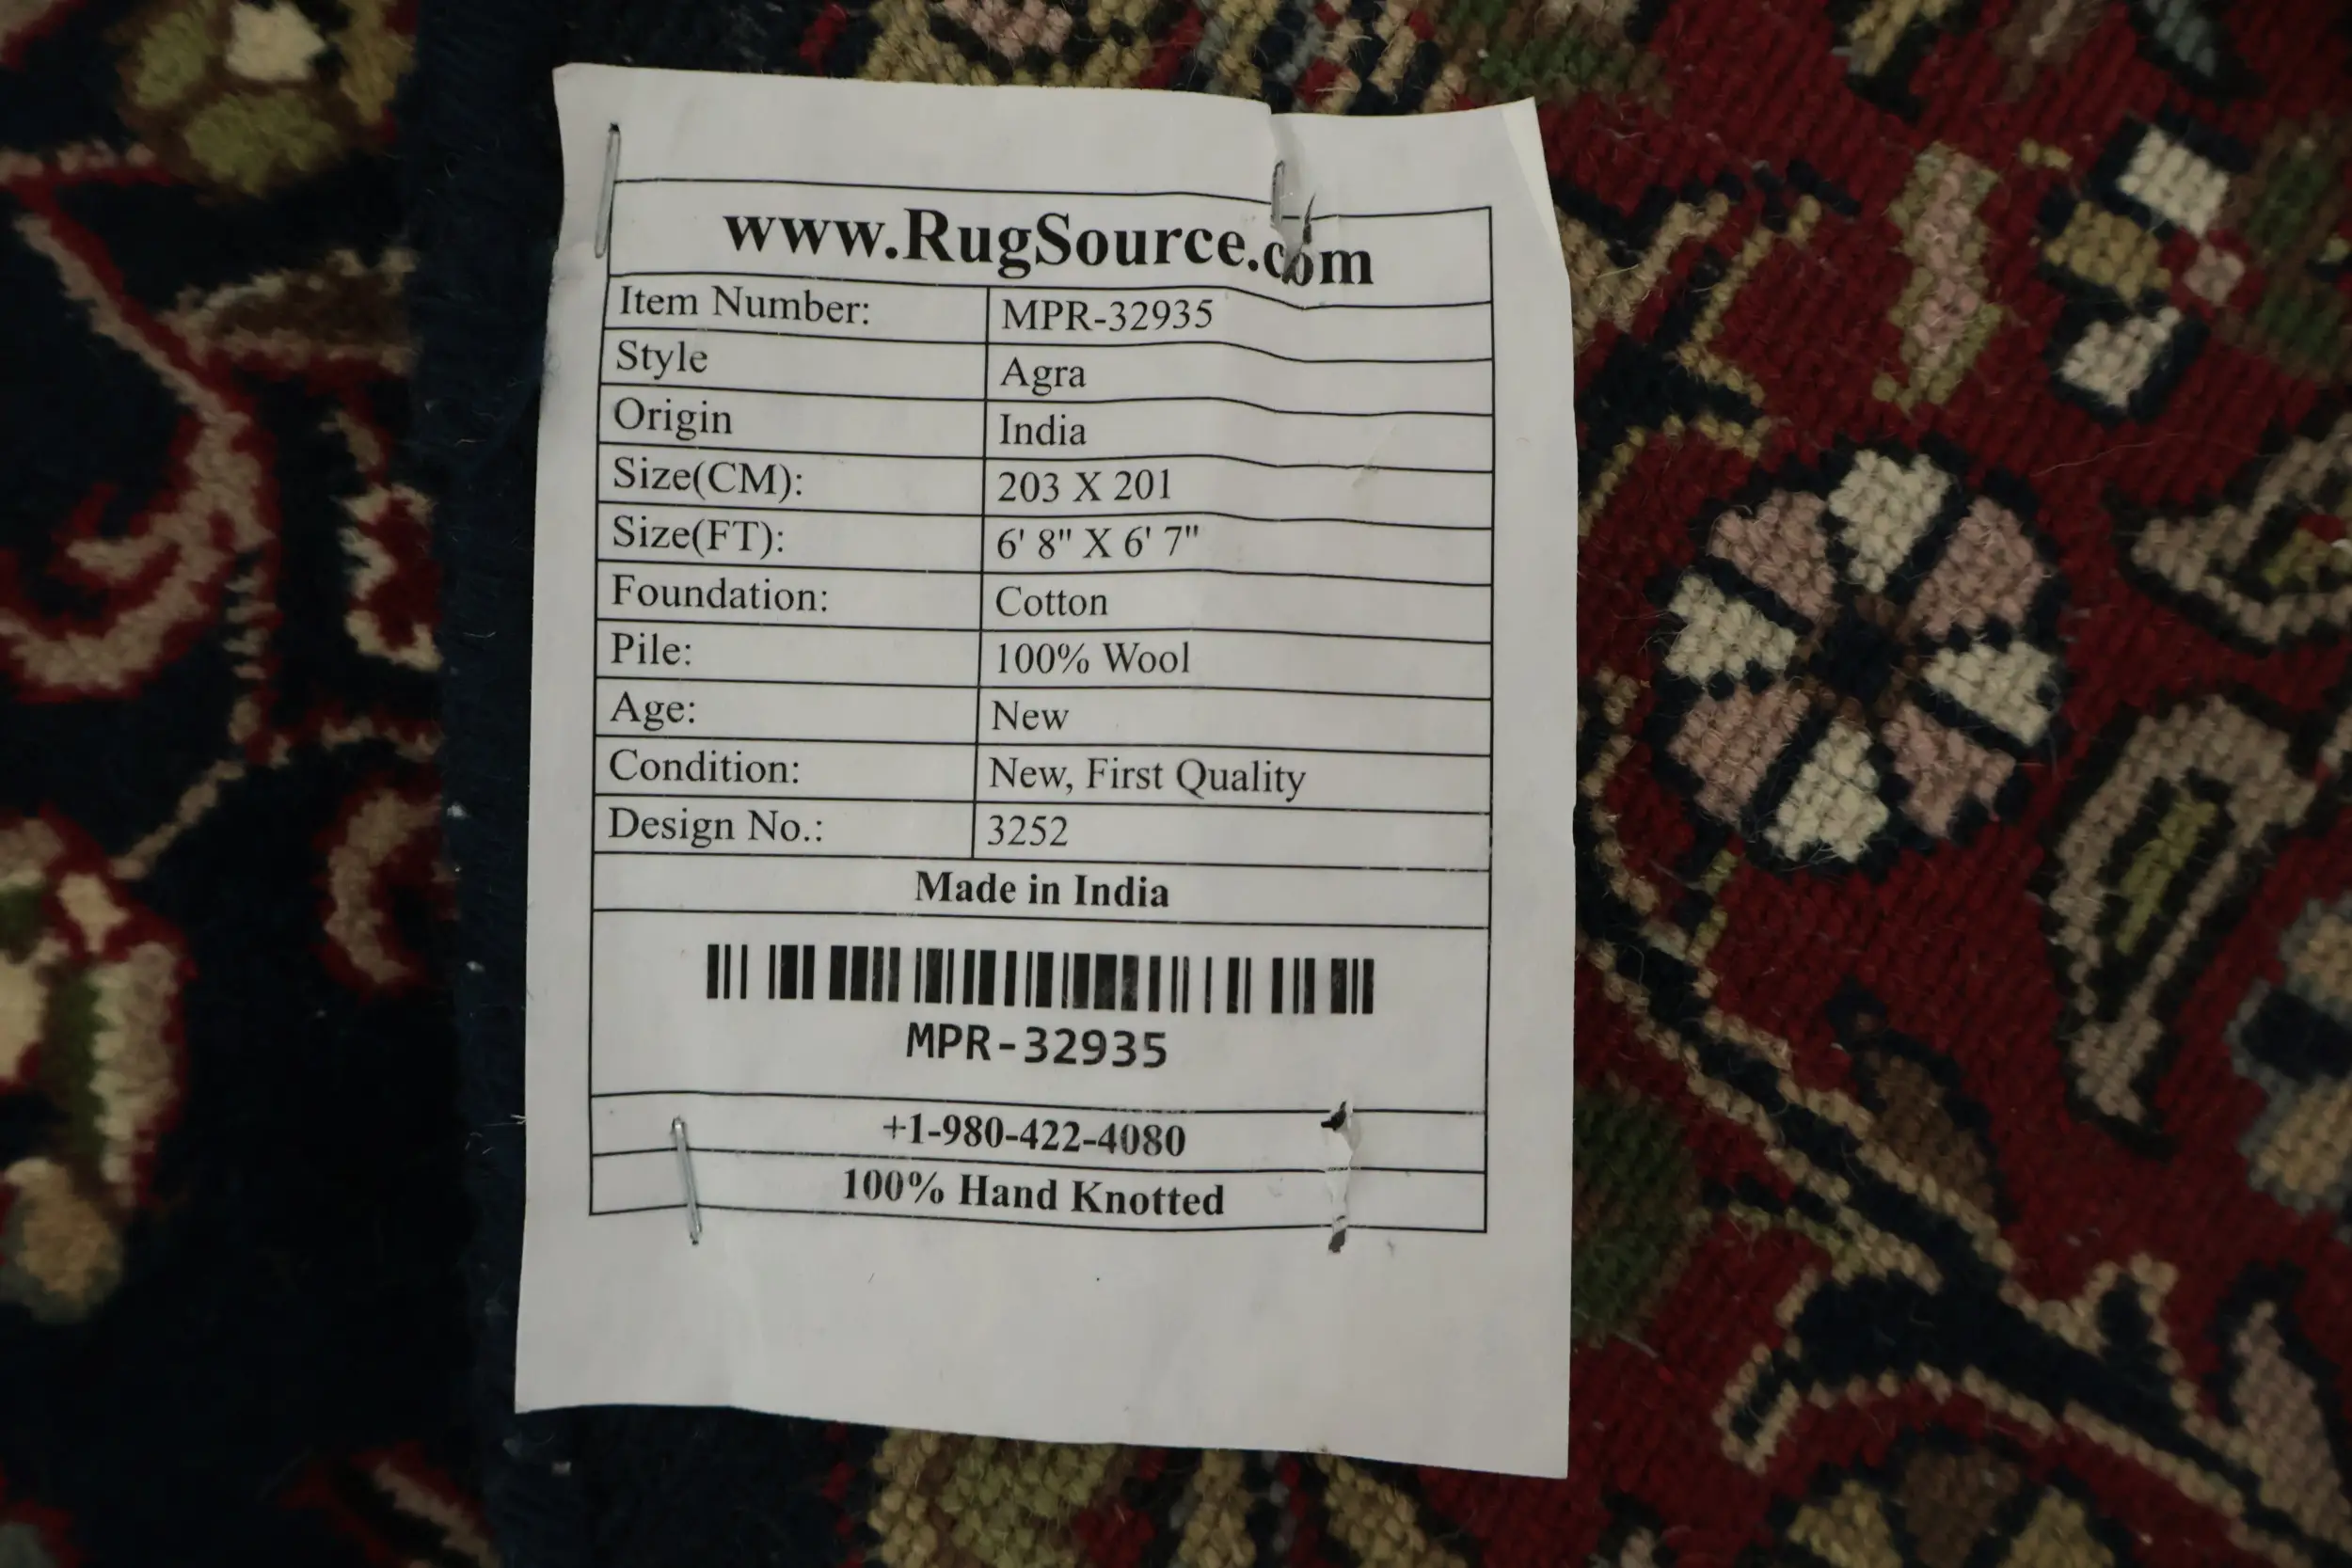 www.RugSource.com
Item Number: MPR-32935
Style Agra
Origin India
Size(CM): 203 X 201
Size(FT): 6' 8" X 6' 7"
Foundation: Cotton
Pile: 100% Wool
Age: New
Condition: New, First Quality
Design No.: 3252
Made in India
MPR-32935
+1-980-422-4080
100% Hand Knotted